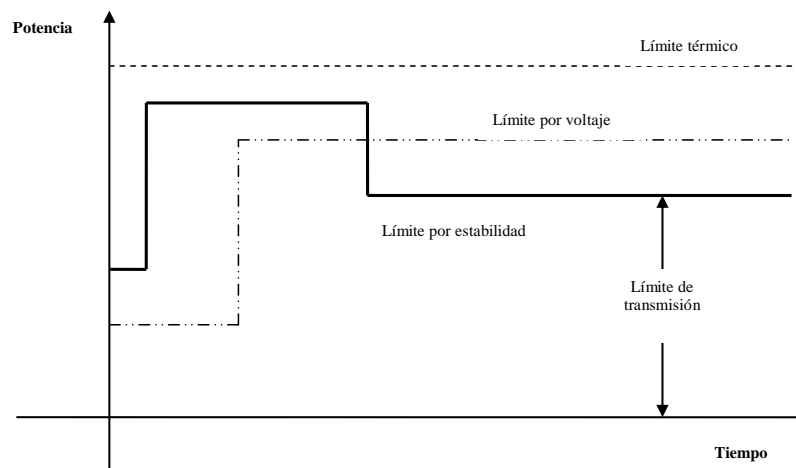 Potencia
Límite térmico
Límite por voltaje
Límite por estabilidad
Límite de
transmisión
Tiempo